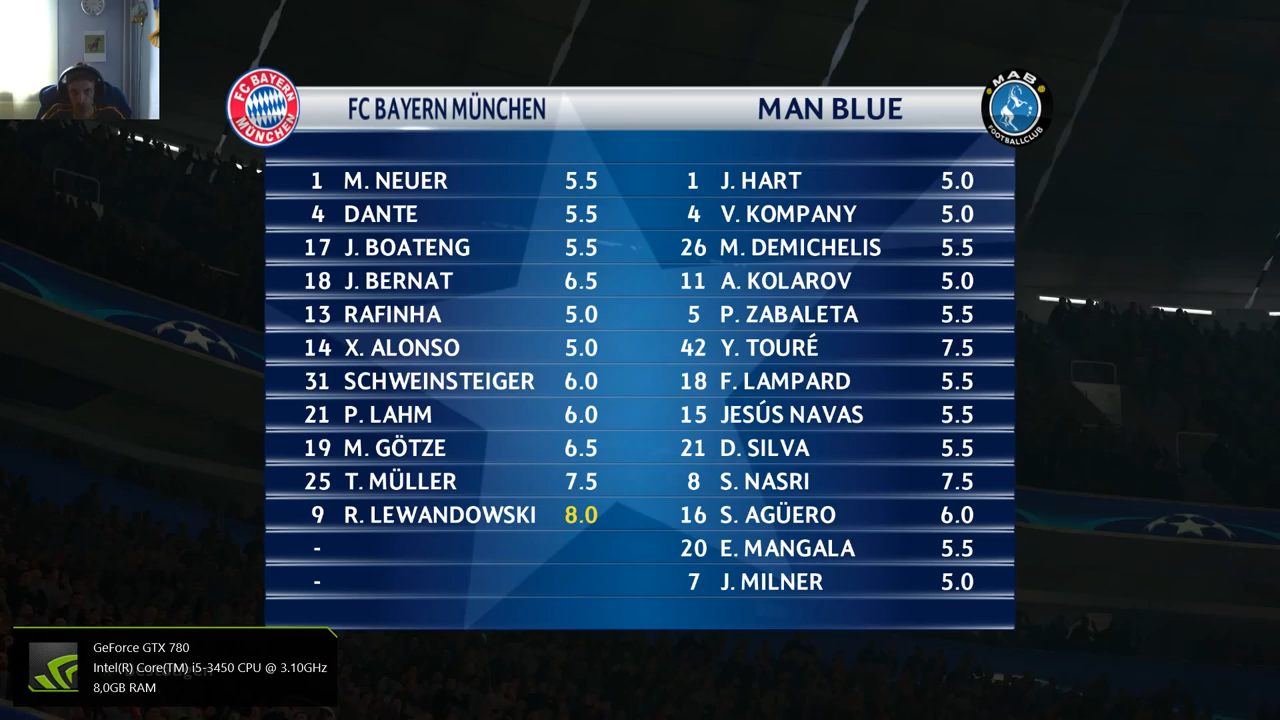 FC BAYERN MÜNCHEN MAN BLUE
FC BAYERN
MÜNCHEN
MAB
FOOTBALLCLUB
1 M. NEUER 5.5 1 J. HART 5.0
4 DANTE 5.5 4 V. KOMPANY 5.0
17 J. BOATENG 5.5 26 M. DEMICHELIS 5.5
18 J. BERNAT 6.5 11 A. KOLAROV 5.0
13 RAFINHA 5.0 5 P. ZABALETA 5.5
14 X. ALONSO 5.0 42 Y. TOURÉ 7.5
31 SCHWEINSTEIGER 6.0 18 F. LAMPARD 5.5
21 P. LAHM 6.0 15 JESÚS NAVAS 5.5
19 M. GÖTZE 6.5 21 D. SILVA 5.5
25 T. MÜLLER 7.5 8 S. NASRI 7.5
9 R. LEWANDOWSKI 8.0 16 S. AGÜERO 6.0
- 20 E. MANGALA 5.5
- 7 J. MILNER 5.0
GeForce GTX 780
Intel(R) Core(TM) i5-3450 CPU @ 3.10GHz
8,0GB RAM